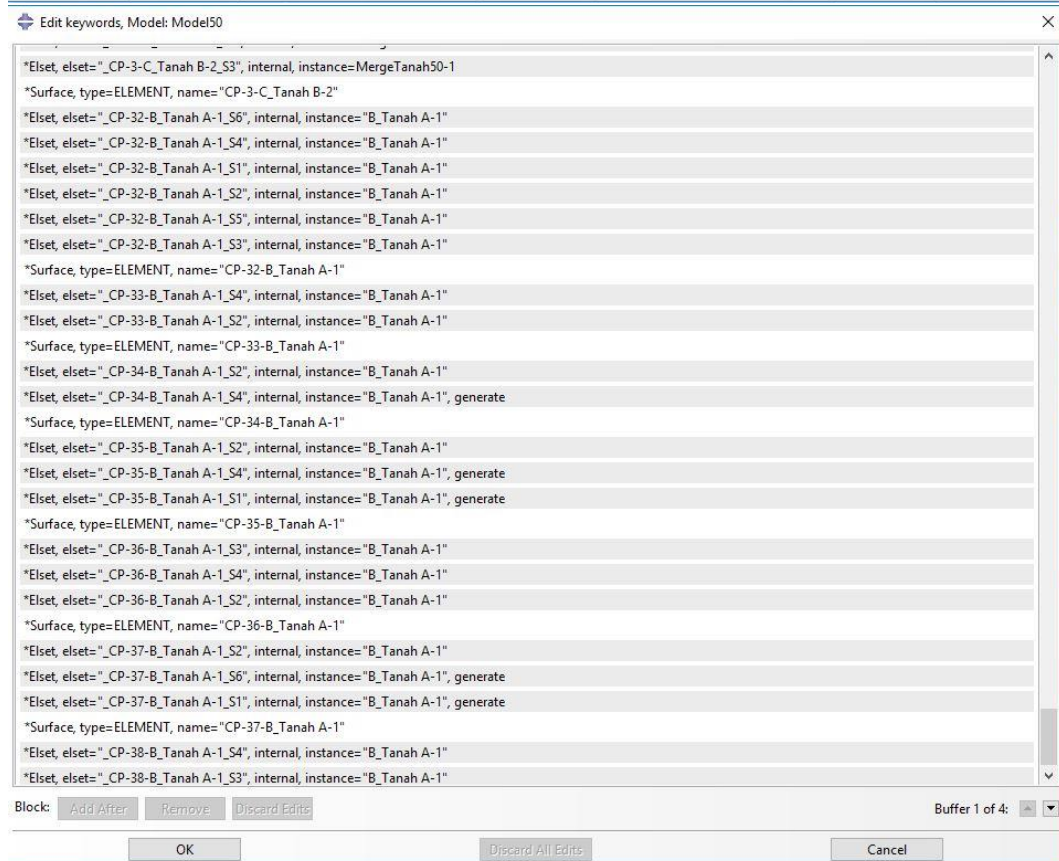 Edit keywords, Model: Model50
*Elset, elset="_CP-3-C_Tanah B-2_S3", internal, instance=MergeTanah50-1
*Surface, type=ELEMENT, name="CP-3-C_Tanah B-2"
*Elset, elset="_CP-32-B_Tanah A-1_S6", internal, instance="B_Tanah A-1"
*Elset, elset="_CP-32-B_Tanah A-1_S4", internal, instance="B_Tanah A-1"
*Elset, elset="_CP-32-B_Tanah A-1_S1", internal, instance="B_Tanah A-1"
*Elset, elset="_CP-32-B_Tanah A-1_S2", internal, instance="B_Tanah A-1"
*Elset, elset="_CP-32-B_Tanah A-1_S5", internal, instance="B_Tanah A-1"
*Elset, elset="_CP-32-B_Tanah A-1_S3", internal, instance="B_Tanah A-1"
*Surface, type=ELEMENT, name="CP-32-B_Tanah A-1"
*Elset, elset="_CP-33-B_Tanah A-1_S4", internal, instance="B_Tanah A-1"
*Elset, elset="_CP-33-B_Tanah A-1_S2", internal, instance="B_Tanah A-1"
*Surface, type=ELEMENT, name="CP-33-B_Tanah A-1"
*Elset, elset="_CP-34-B_Tanah A-1_S2", internal, instance="B_Tanah A-1"
*Elset, elset="_CP-34-B_Tanah A-1_S4", internal, instance="B_Tanah A-1", generate
*Surface, type=ELEMENT, name="CP-34-B_Tanah A-1"
*Elset, elset="_CP-35-B_Tanah A-1_S2", internal, instance="B_Tanah A-1"
*Elset, elset="_CP-35-B_Tanah A-1_S4", internal, instance="B_Tanah A-1", generate
*Elset, elset="_CP-35-B_Tanah A-1_S1", internal, instance="B_Tanah A-1", generate
*Surface, type=ELEMENT, name="CP-35-B_Tanah A-1"
*Elset, elset="_CP-36-B_Tanah A-1_S3", internal, instance="B_Tanah A-1"
*Elset, elset="_CP-36-B_Tanah A-1_S4", internal, instance="B_Tanah A-1"
*Elset, elset="_CP-36-B_Tanah A-1_S2", internal, instance="B_Tanah A-1"
*Surface, type=ELEMENT, name="CP-36-B_Tanah A-1"
*Elset, elset="_CP-37-B_Tanah A-1_S2", internal, instance="B_Tanah A-1"
*Elset, elset="_CP-37-B_Tanah A-1_S6", internal, instance="B_Tanah A-1", generate
*Elset, elset="_CP-37-B_Tanah A-1_S1", internal, instance="B_Tanah A-1", generate
*Surface, type=ELEMENT, name="CP-37-B_Tanah A-1"
*Elset, elset="_CP-38-B_Tanah A-1_S4", internal, instance="B_Tanah A-1"
*Elset, elset="_CP-38-B_Tanah A-1_S3", internal, instance="B_Tanah A-1"
Block: Add After Remove Discard Edits Buffer 1 of 4:
OK Discard All Edits Cancel